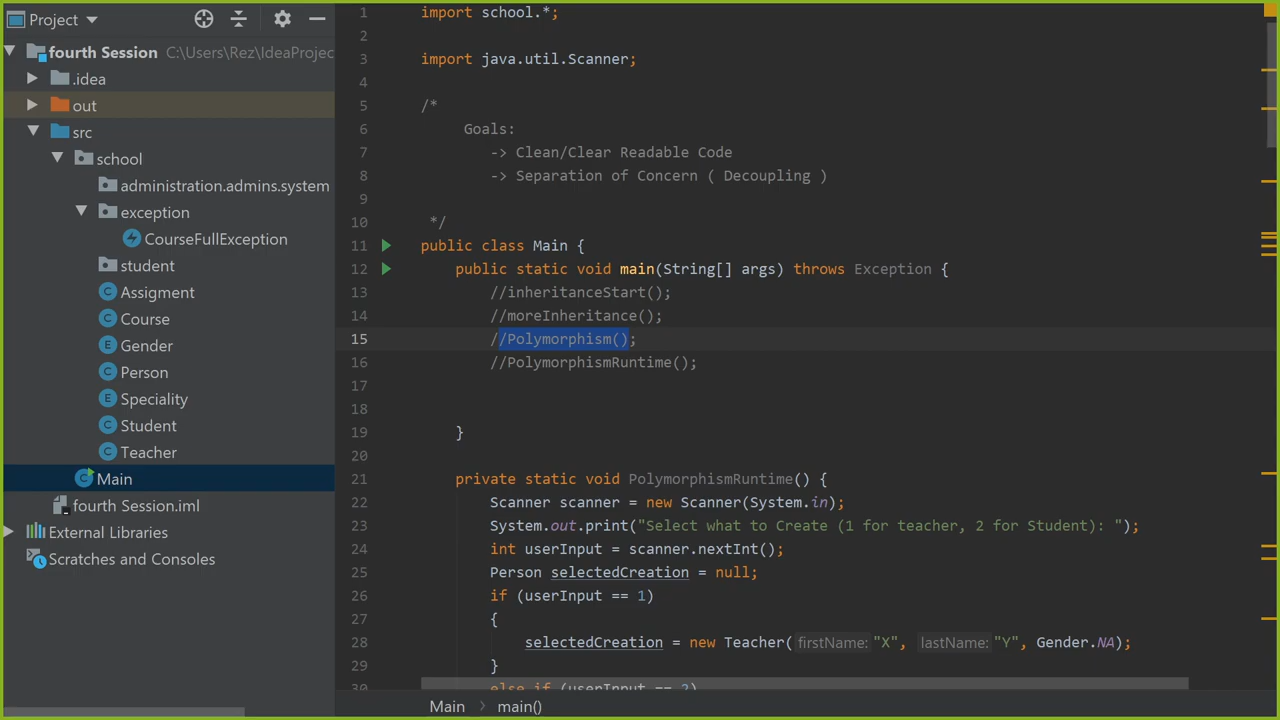 Project
fourth Session C:\Users\Rez\IdeaProjec
.idea
out
src
school
administration.admins.system
exception
CourseFullException
student
Assigment
Course
Gender
Person
Speciality
Student
Teacher
Main
fourth Session.iml
External Libraries
Scratches and Consoles
1 import school.*;
2
3 import java.util.Scanner;
4
5 /*
6 Goals:
7 -> Clean/Clear Readable Code
8 -> Separation of Concern ( Decoupling )
9
10 */
11 public class Main {
12 public static void main(String[] args) throws Exception {
13 //inheritanceStart();
14 //moreInheritance();
15 //Polymorphism();
16 //PolymorphismRuntime();
17
18
19 }
20
21 private static void PolymorphismRuntime() {
22 Scanner scanner = new Scanner(System.in);
23 System.out.print("Select what to Create (1 for teacher, 2 for Student): ");
24 int userInput = scanner.nextInt();
25 Person selectedCreation = null;
26 if (userInput == 1)
27 {
28 selectedCreation = new Teacher( firstName: "X", lastName: "Y", Gender.NA);
29 }
30 else if (userInput == 2)
Main > main()